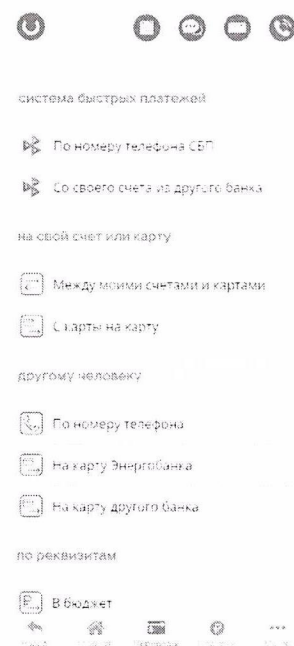 система быстрых платежей
По номеру телефона СБП
Со своего счета из другого банка
на свой счет или карту
Между моими счетами и картами
С карты на карту
другому человеку
По номеру телефона
На карту Энергобанка
На карту другого банка
по реквизитам
В бюджет